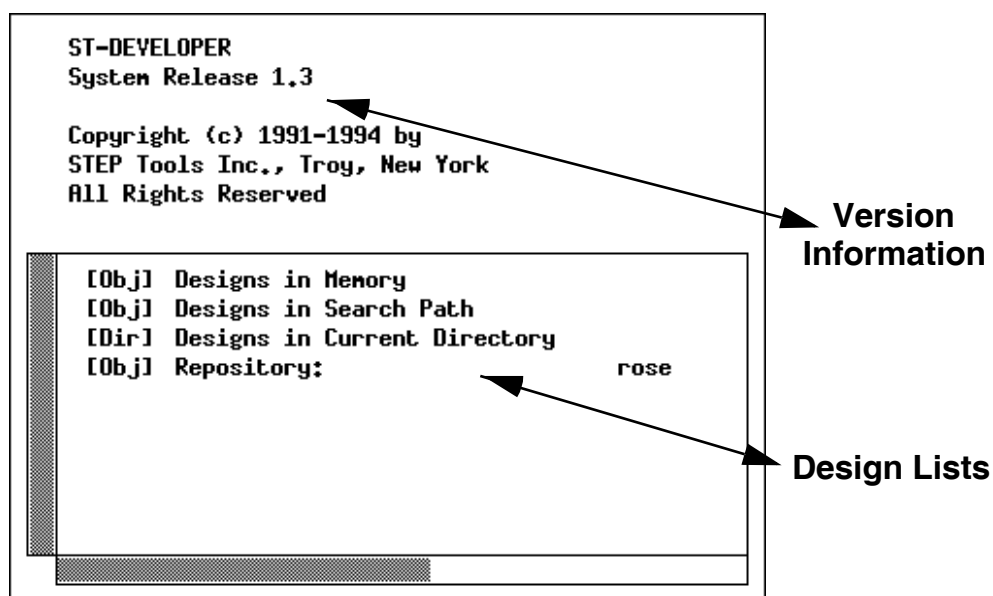 ST-DEVELOPER
System Release 1.3
Copyright (c) 1991-1994 by
STEP Tools Inc., Troy, New York
All Rights Reserved
Version
Information
[Obj] Designs in Memory
[Obj] Designs in Search Path
[Dir] Designs in Current Directory
[Obj] Repository: rose
Design Lists